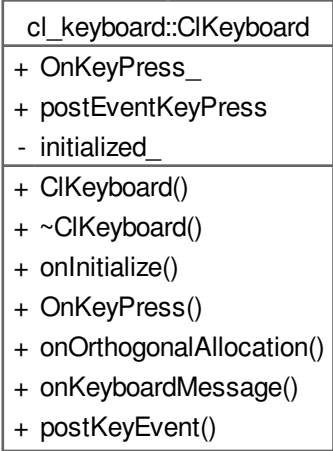 cl_keyboard::ClKeyboard
+ OnKeyPress_
+ postEventKeyPress
- initialized_
+ ClKeyboard()
+ ~ClKeyboard()
+ onInitialize()
+ OnKeyPress()
+ onOrthogonalAllocation()
+ onKeyboardMessage()
+ postKeyEvent()